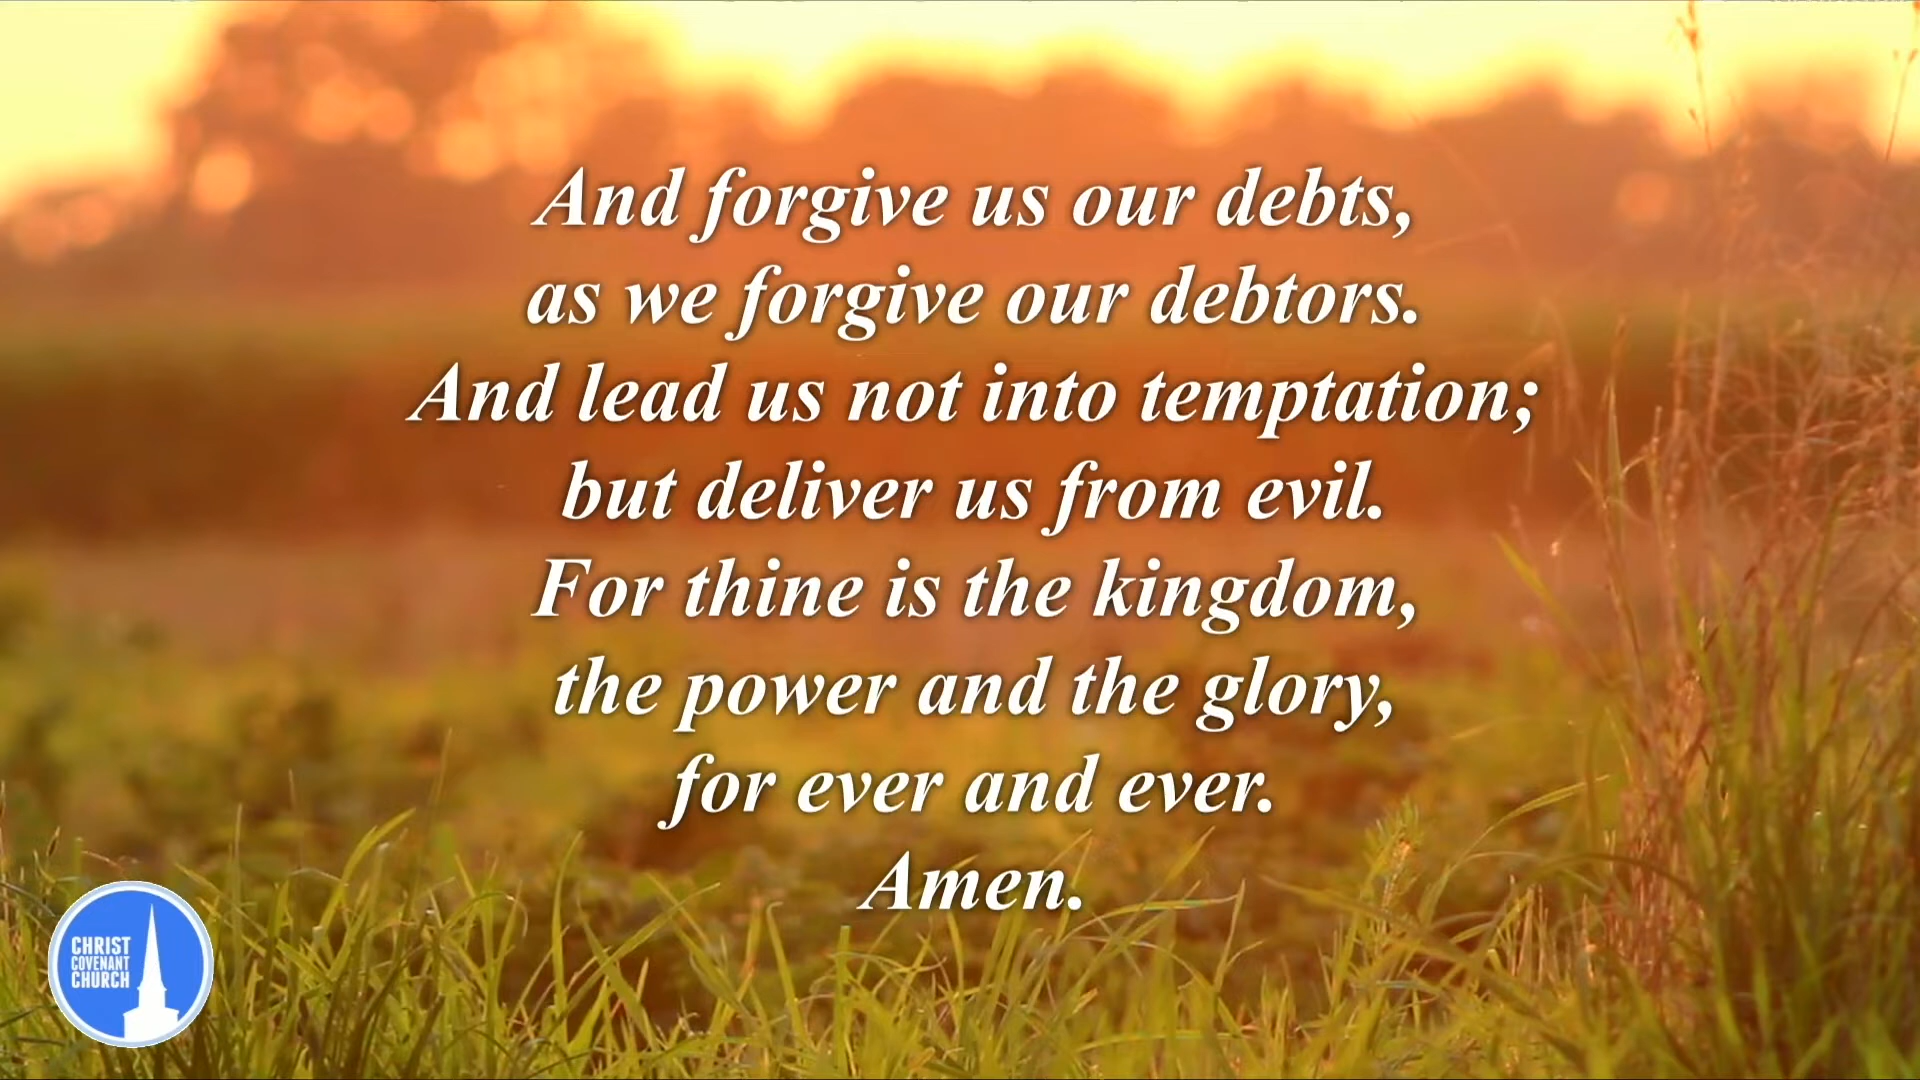 And forgive us our debts,
as we forgive our debtors.
And lead us not into temptation;
but deliver us from evil.
For thine is the kingdom,
the power and the glory,
for ever and ever.
Amen.
CHRIST
COVENANT
CHURCH